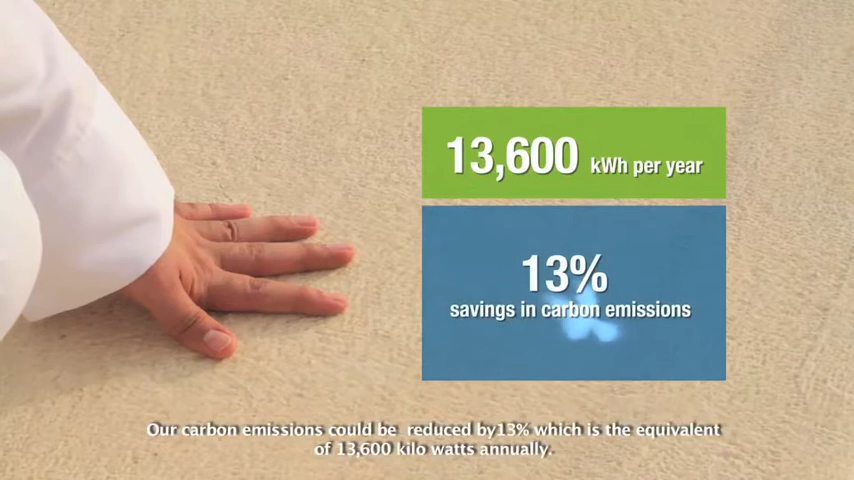 13,600 kWh per year
13%
savings in carbon emissions
Our carbon emissions could be  reduced by13% which is the equivalent
of 13,600 kilo watts annually.